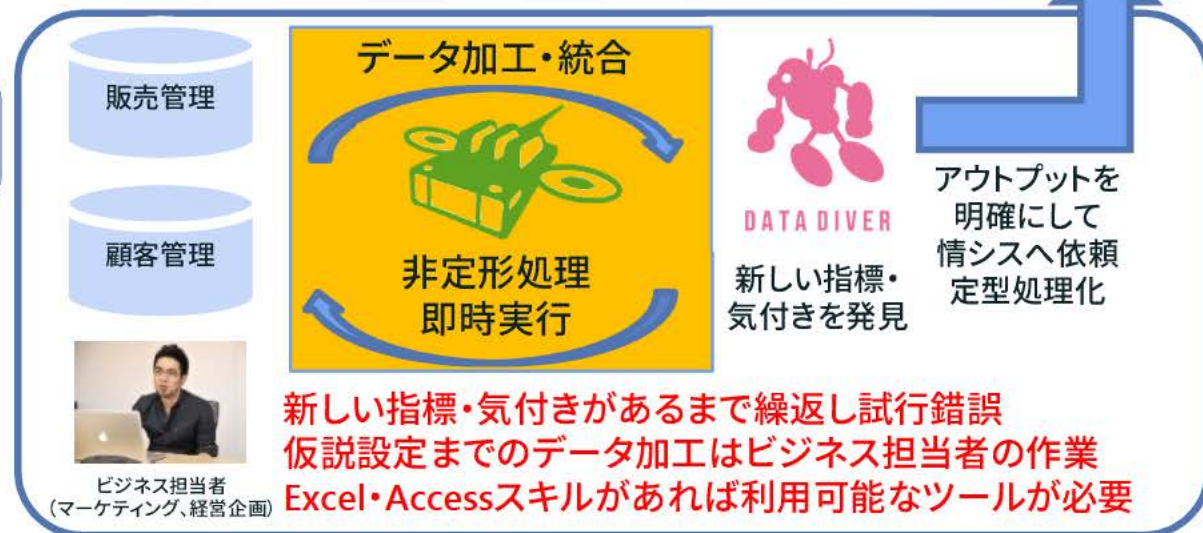 販売管理
顧客管理
ビジネス担当者
(マーケティング、経営企画)
データ加工・統合
非定形処理
即時実行
DATA DIVER
新しい指標・
気付きを発見
アウトプットを
明確にして
情シスへ依頼
定型処理化
新しい指標・気付きがあるまで繰返し試行錯誤
仮説設定までのデータ加工はビジネス担当者の作業
Excel・Accessスキルがあれば利用可能なツールが必要